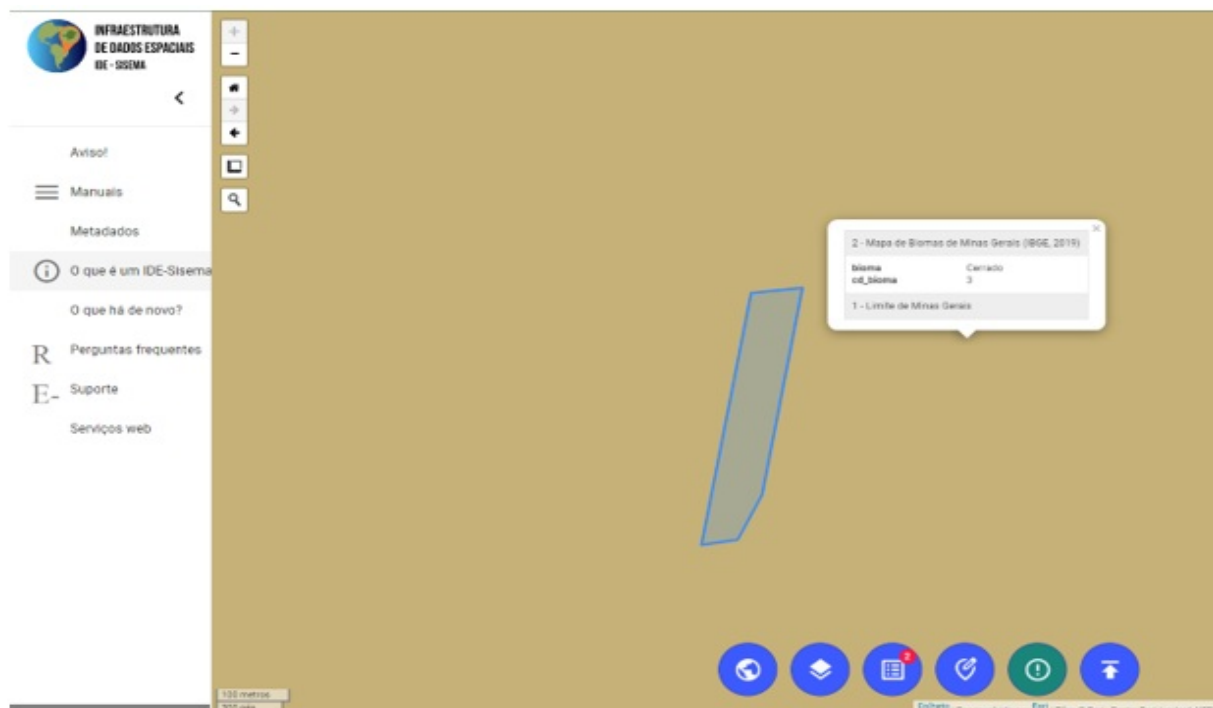 INFRAESTRUTURA
DE DADOS ESPACIAIS
IDE - SISEMA
Aviso!
Manuais
Metadados
O que é um IDE-Sisema
O que há de novo?
R
Perguntas frequentes
E-
Suporte
Serviços web
2 - Mapa de Biomas de Minas Gerais (IBGE, 2019)
bioma Cerrado
cd_bioma 3
1 - Limite de Minas Gerais
2
100 metros